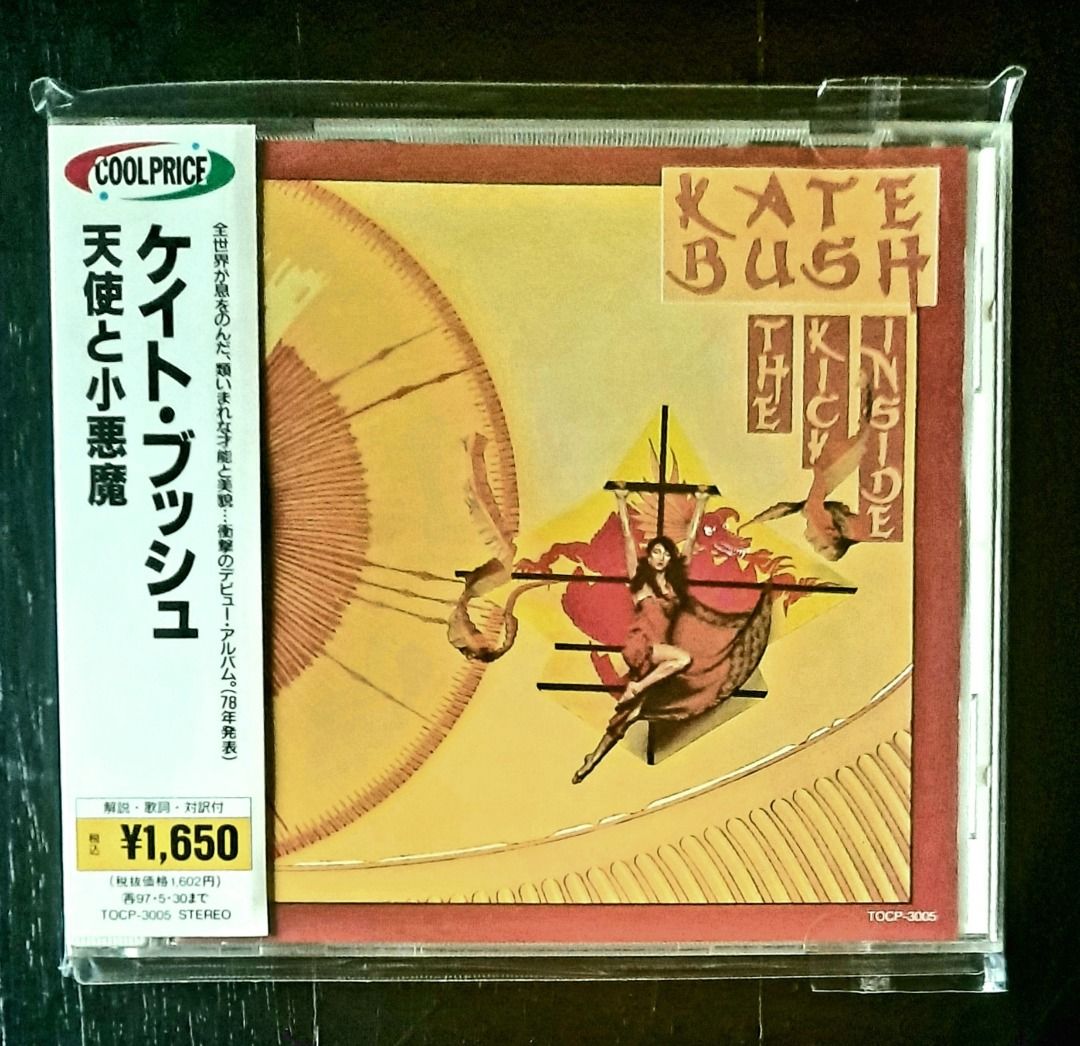 COOLPRICE
全世界が息をのんだ、類いまれな才能と美貌…衝撃のデビュー・アルバム。(78年発表)
ケイト・ブッシュ
天使と小悪魔
解説・歌詞・対訳付
税込 ¥1,650
(税抜価格1,602円)
再97・5・30まで
TOCP-3005 STEREO
KATE
BUSH
THE
KICK
INSIDE
TOCP-3005